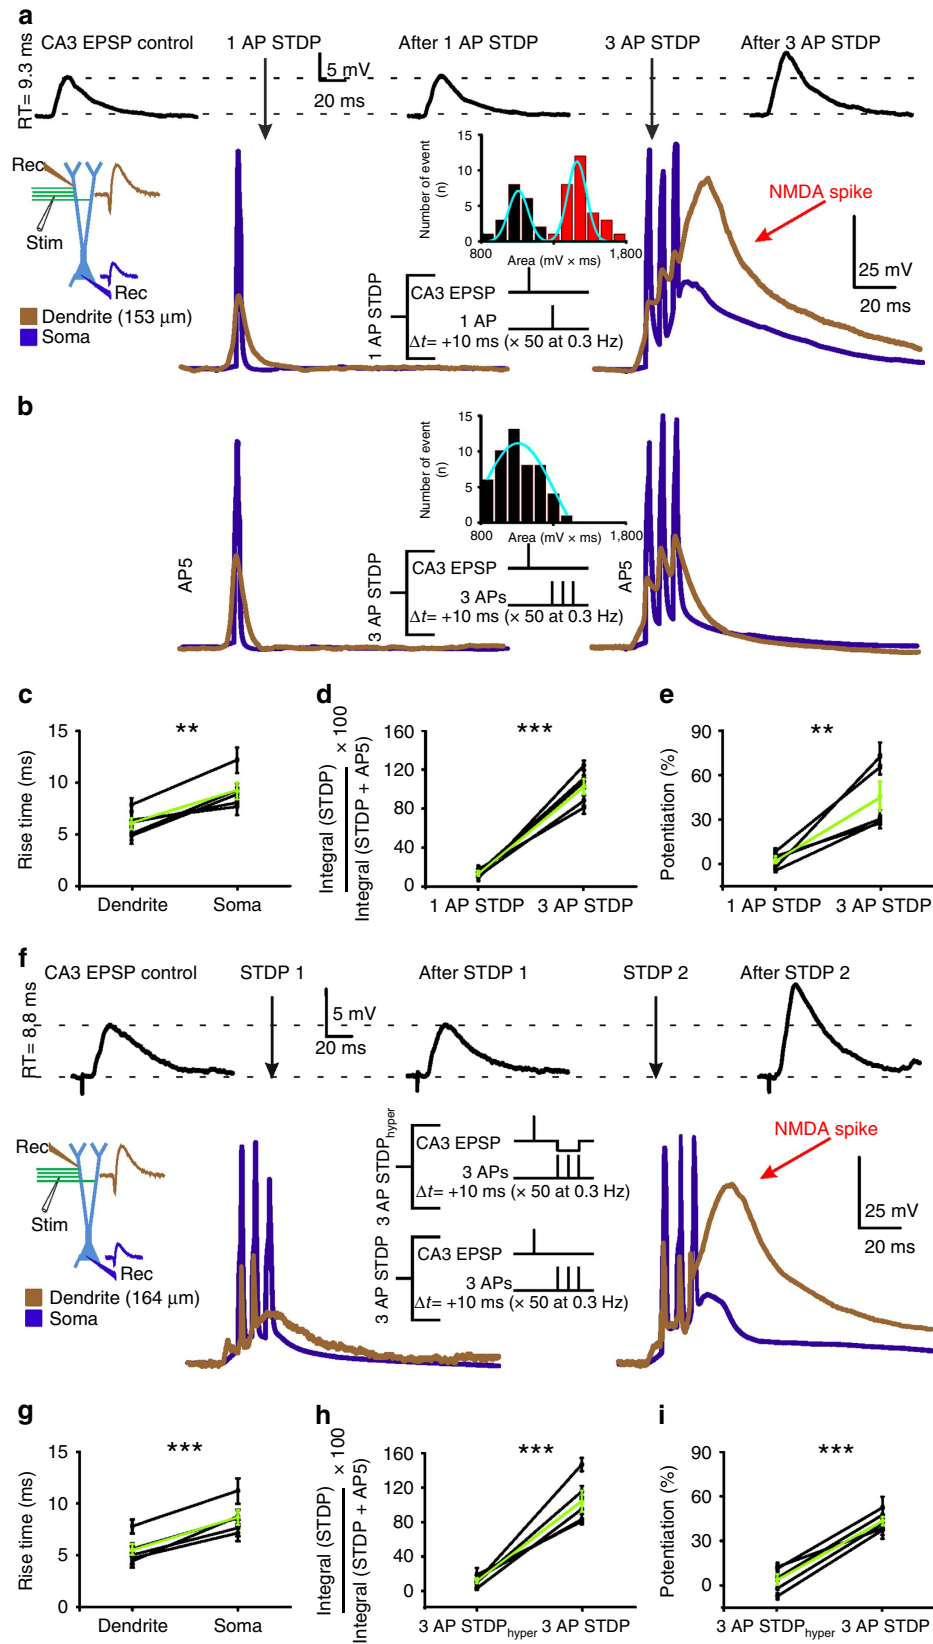 a
CA3 EPSP control
1 AP STDP
After 1 AP STDP
3 AP STDP
After 3 AP STDP
RT= 9.3 ms
5 mV
20 ms
Rec
Stim
Rec
Dendrite (153 μm)
Soma
Number of event
(n)
15
10
5
0
800
Area (mV × ms)
1,800
1 AP STDP
CA3 EPSP
1 AP
Δt= +10 ms (× 50 at 0.3 Hz)
NMDA spike
25 mV
20 ms
b
AP5
Number of event
(n)
15
10
5
0
800
Area (mV × ms)
1,800
3 AP STDP
CA3 EPSP
3 APs
Δt= +10 ms (× 50 at 0.3 Hz)
AP5
c
Rise time (ms)
15
10
5
0
**
Dendrite
Soma
d
Integral (STDP)
Integral (STDP + AP5)
× 100
160
120
80
40
0
***
1 AP STDP
3 AP STDP
e
Potentiation (%)
90
60
30
0
**
1 AP STDP
3 AP STDP
f
CA3 EPSP control
STDP 1
After STDP 1
STDP 2
After STDP 2
RT= 8.8 ms
5 mV
20 ms
Rec
Stim
Rec
Dendrite (164 μm)
Soma
3 AP STDPhyper
CA3 EPSP
3 APs
Δt= +10 ms (× 50 at 0.3 Hz)
3 AP STDP
CA3 EPSP
3 APs
Δt= +10 ms (× 50 at 0.3 Hz)
NMDA spike
25 mV
20 ms
g
Rise time (ms)
15
10
5
0
***
Dendrite
Soma
h
Integral (STDP)
Integral (STDP + AP5)
× 100
160
120
80
40
0
***
3 AP STDPhyper
3 AP STDP
i
Potentiation (%)
90
60
30
0
***
3 AP STDPhyper
3 AP STDP